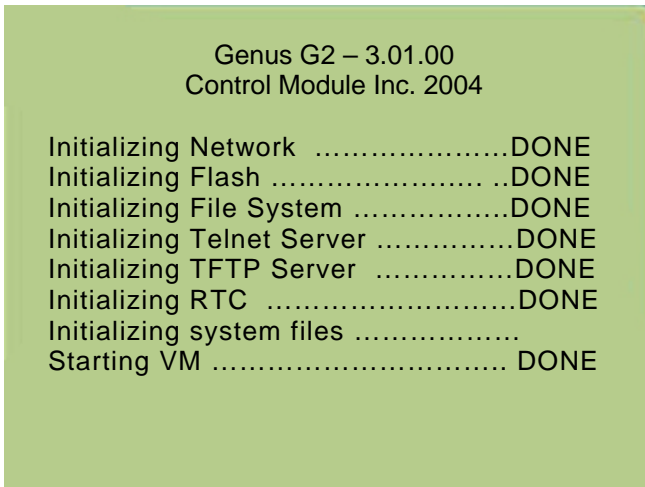 Genus G2 – 3.01.00
Control Module Inc. 2004
Initializing Network …………………DONE
Initializing Flash ………………….… ..DONE
Initializing File System ……………..DONE
Initializing Telnet Server ……………DONE
Initializing TFTP Server ……………DONE
Initializing RTC ………………………DONE
Initializing system files ………………
Starting VM ………………………….. DONE